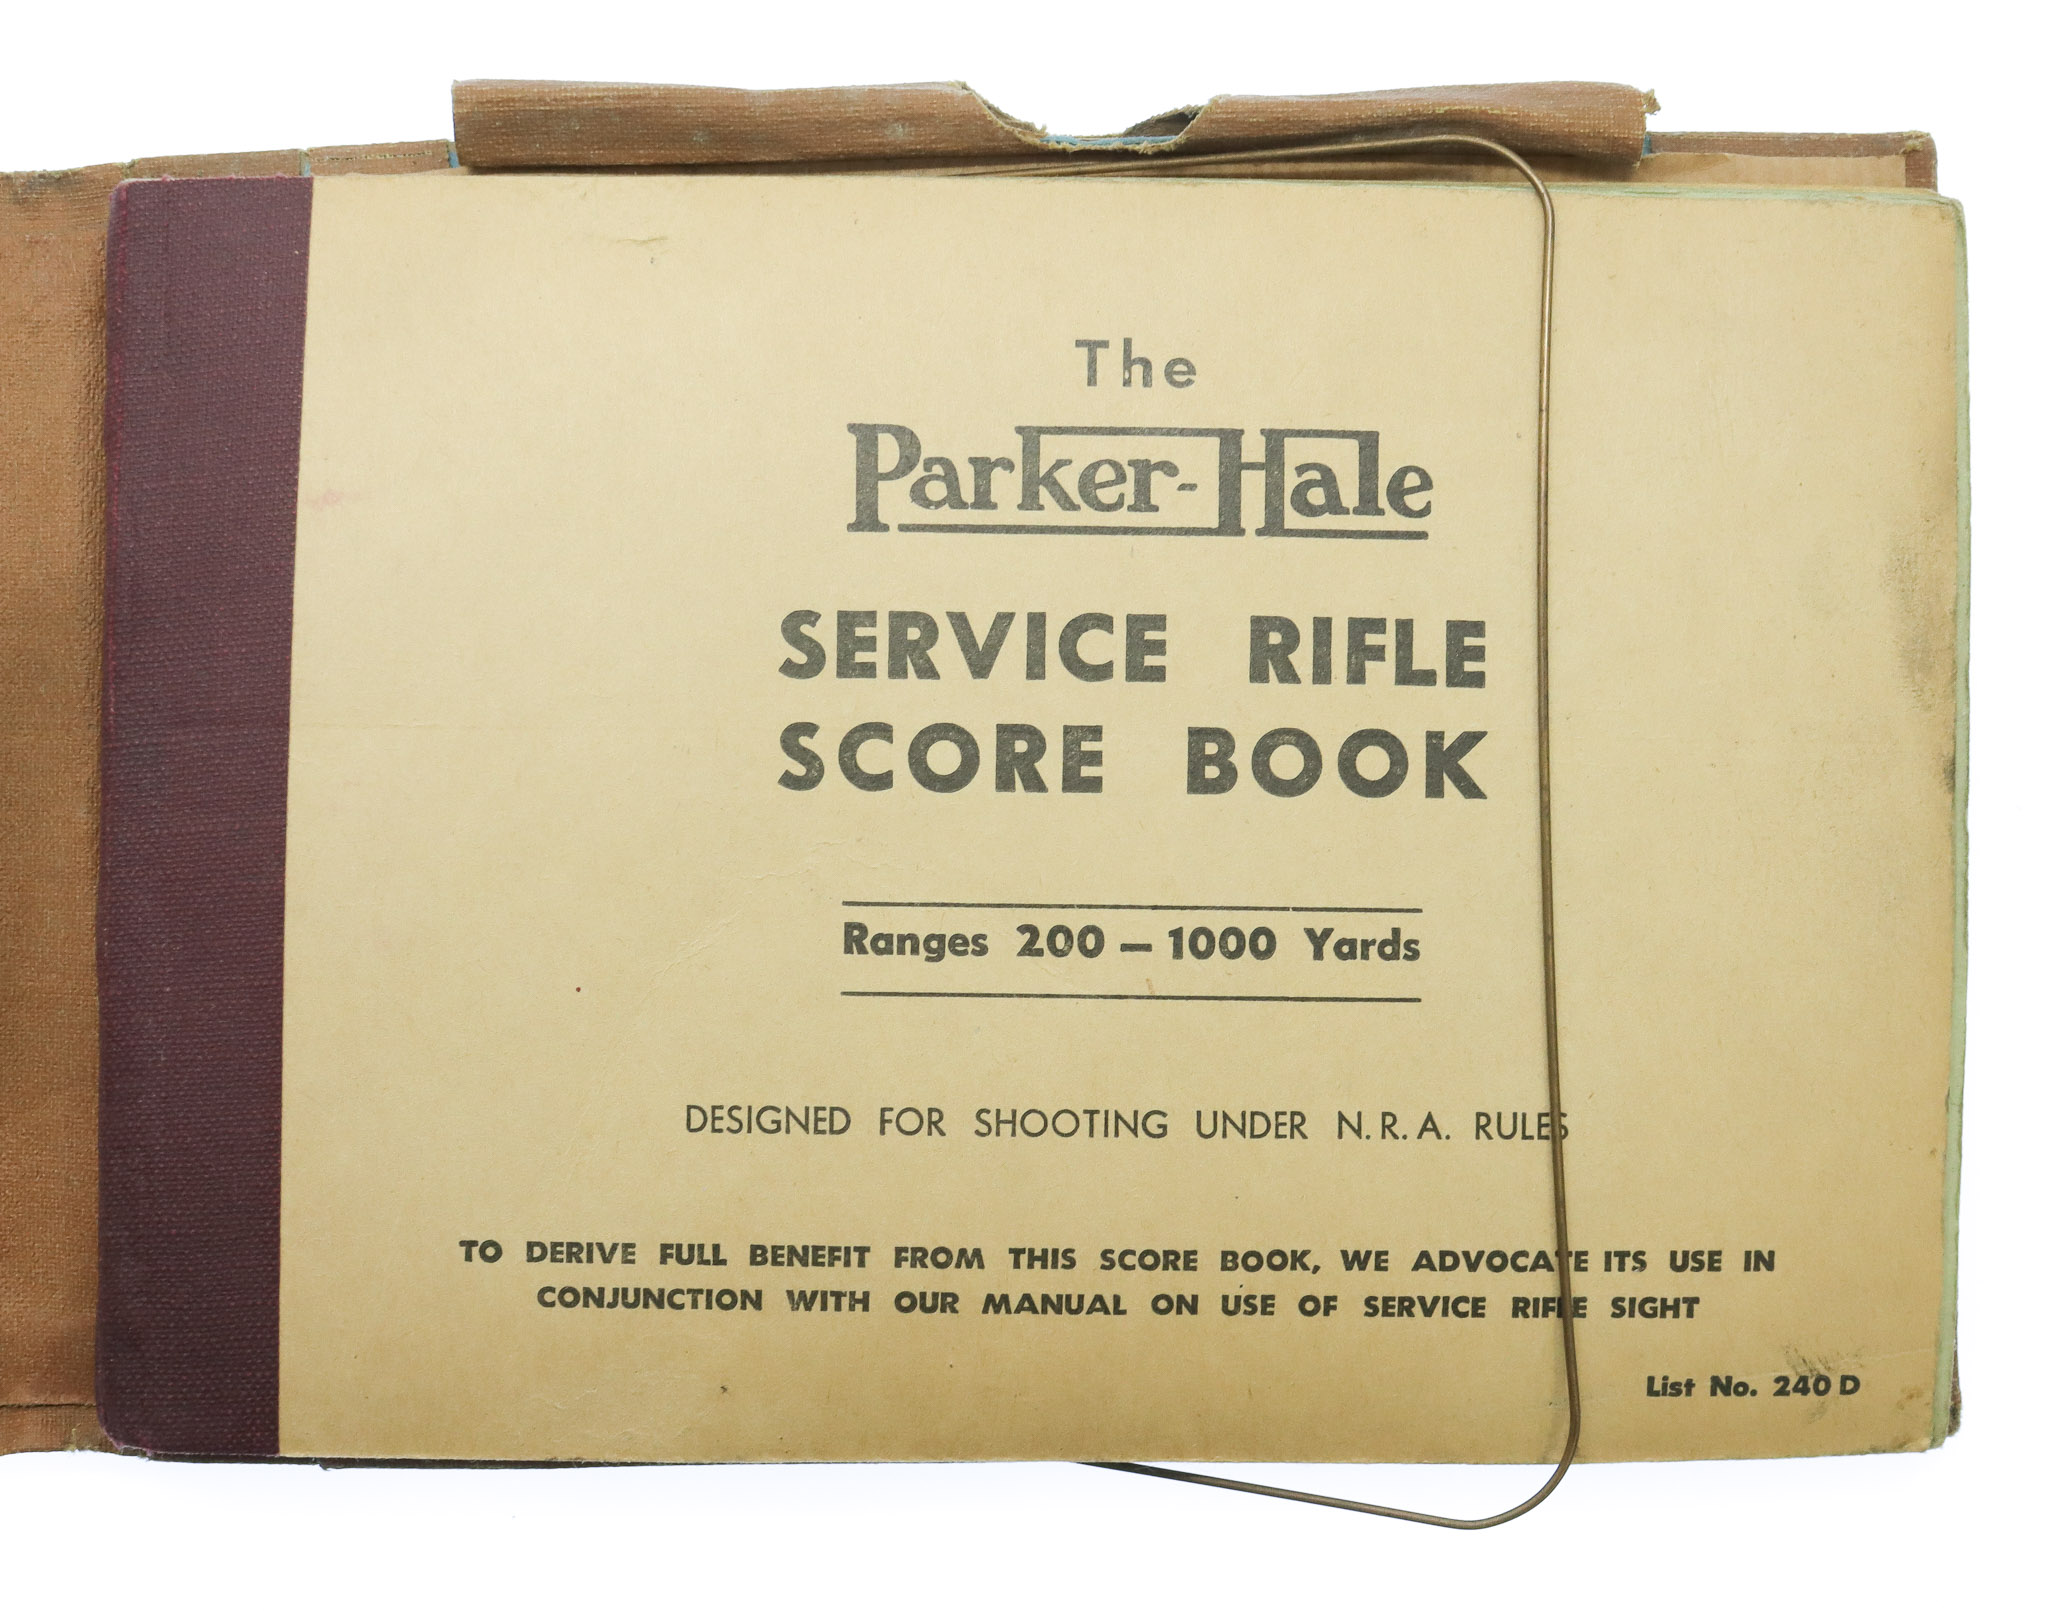 The
Parker-Hale
SERVICE RIFLE
SCORE BOOK
Ranges 200 — 1000 Yards
DESIGNED FOR SHOOTING UNDER N.R.A. RULES
TO DERIVE FULL BENEFIT FROM THIS SCORE BOOK, WE ADVOCATE ITS USE IN
CONJUNCTION WITH OUR MANUAL ON USE OF SERVICE RIFLE SIGHT
List No. 240 D